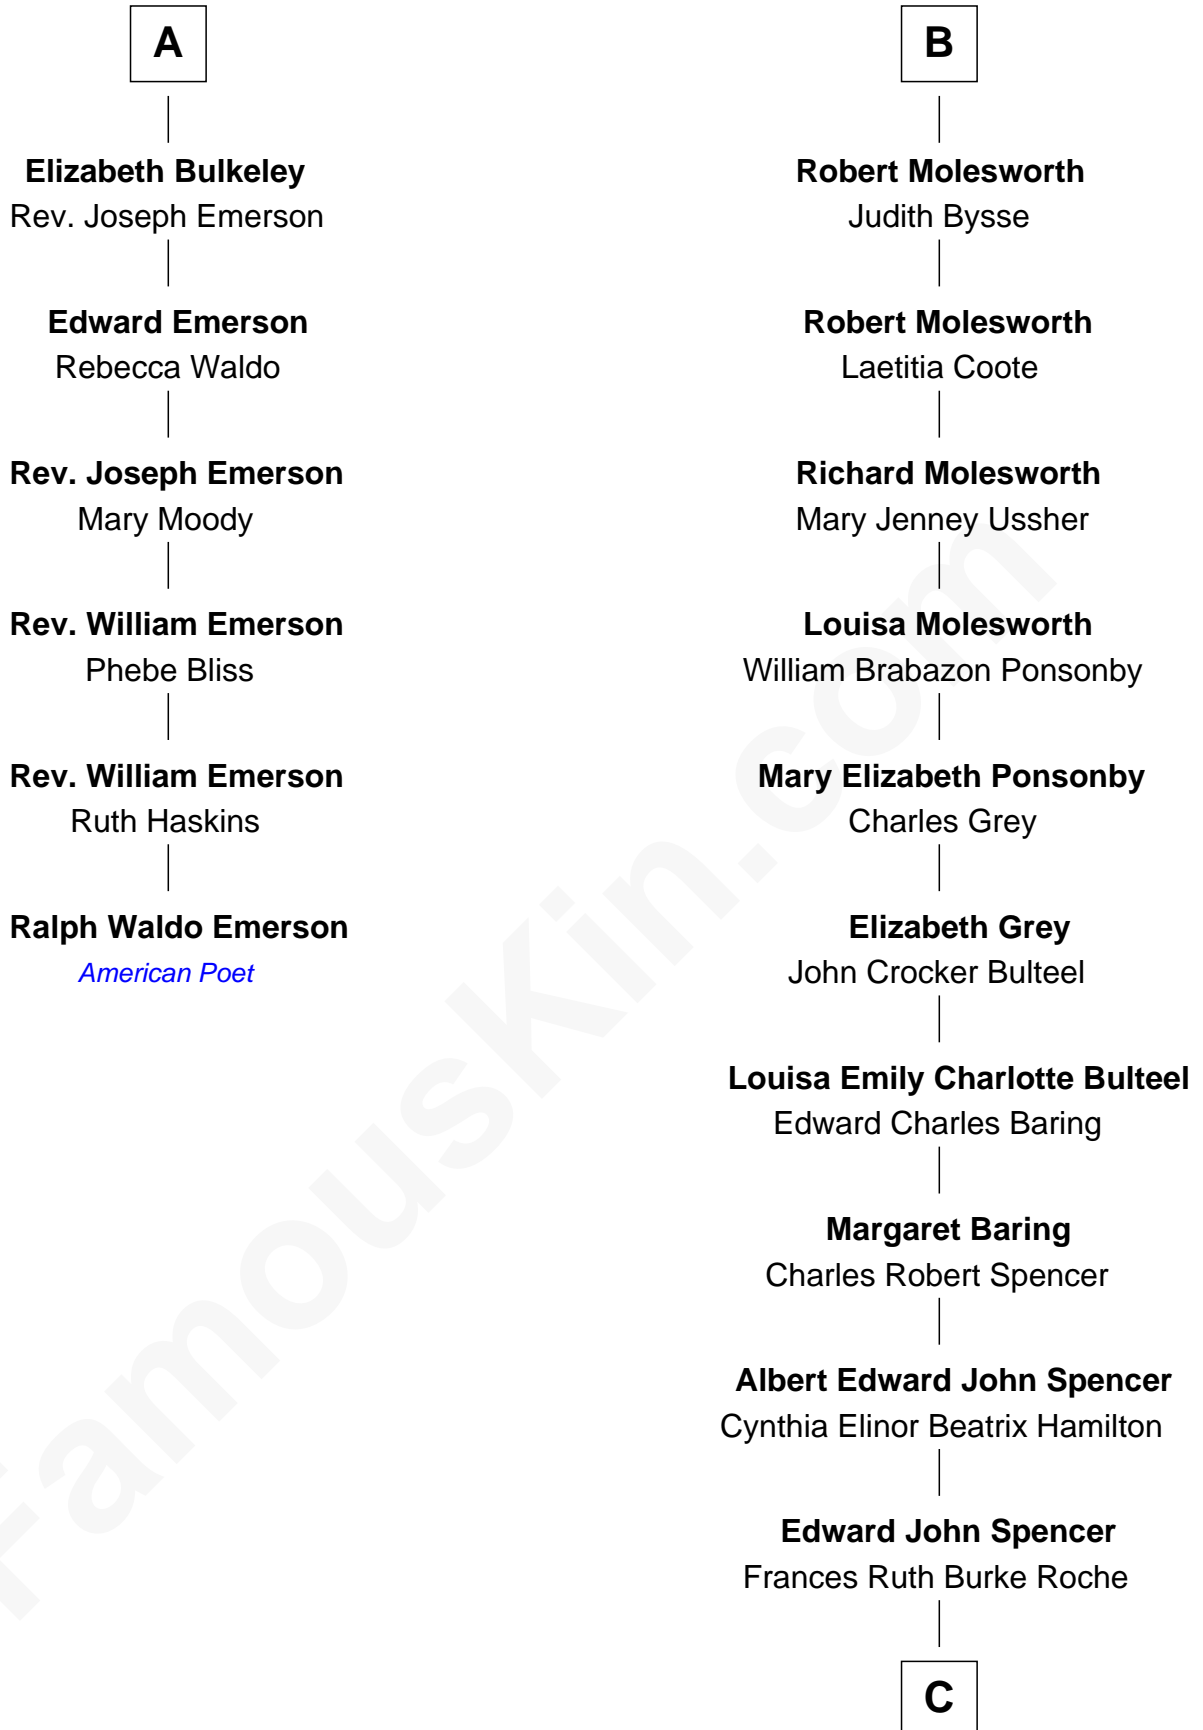 A
Elizabeth Bulkeley
Rev. Joseph Emerson
Edward Emerson
Rebecca Waldo
Rev. Joseph Emerson
Mary Moody
Rev. William Emerson
Phebe Bliss
Rev. William Emerson
Ruth Haskins
Ralph Waldo Emerson
American Poet
B
Robert Molesworth
Judith Bysse
Robert Molesworth
Laetitia Coote
Richard Molesworth
Mary Jenney Ussher
Louisa Molesworth
William Brabazon Ponsonby
Mary Elizabeth Ponsonby
Charles Grey
Elizabeth Grey
John Crocker Bulteel
Louisa Emily Charlotte Bulteel
Edward Charles Baring
Margaret Baring
Charles Robert Spencer
Albert Edward John Spencer
Cynthia Elinor Beatrix Hamilton
Edward John Spencer
Frances Ruth Burke Roche
C
FamousKin.com